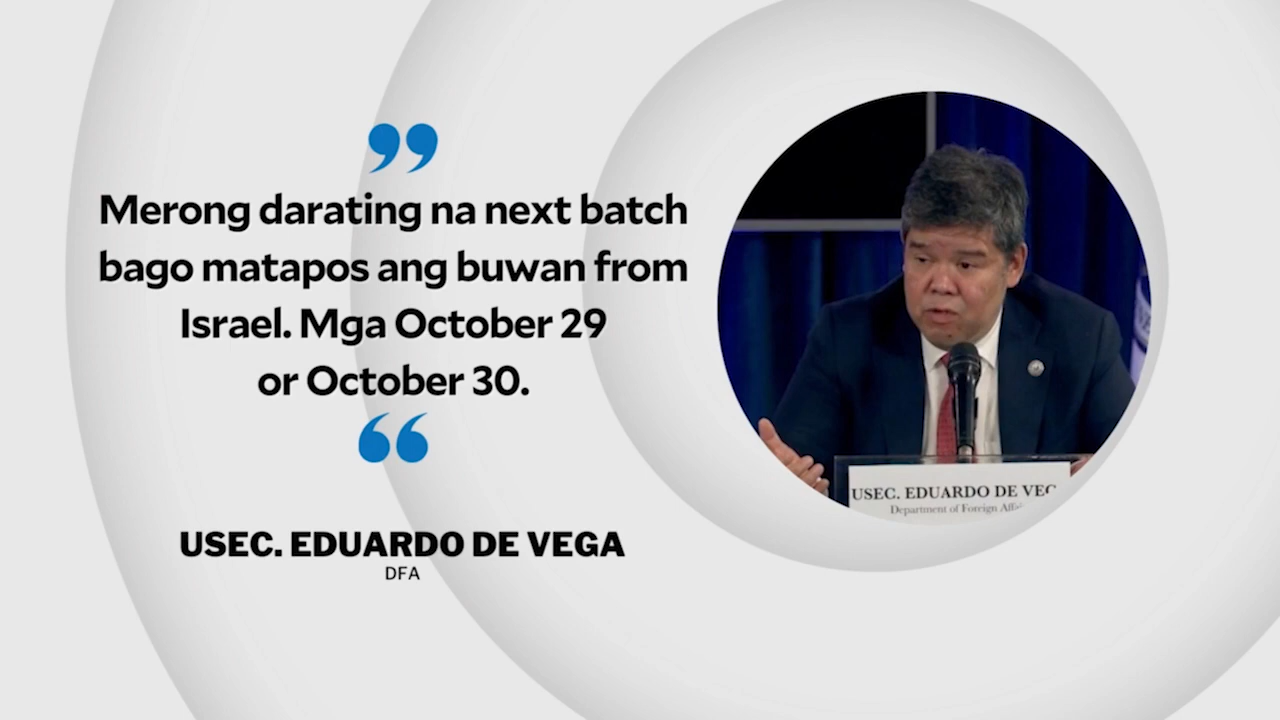 ”
Merong darating na next batch
bago matapos ang buwan from
Israel. Mga October 29
or October 30.
“
USEC. EDUARDO DE VEGA
DFA
USEC. EDUARDO DE VEG
Department of Foreign Affai